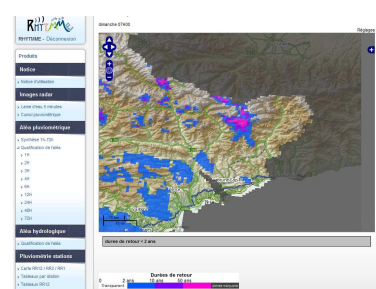 RHYTMME
RHYTMME - Déconnexion
dimanche 07h00
Réglages
Produits
Notice
Notice d'utilisation
Images radar
Lame d'eau 5 minutes
Cumul pluviométrique
Aléa pluviométrique
Synthèse 1h-72h
Qualification de l'aléa
1H
2H
3H
4H
6H
12H
24H
48H
72H
Aléa hydrologique
Qualification de l'aléa
Pluviométrie stations
Carte RR12 / RR3 / RR1
Tableaux par station
Tableaux RR12
durée de retour < 2 ans
Durées de retour
0 2 ans 10 ans 50 ans
Transparent